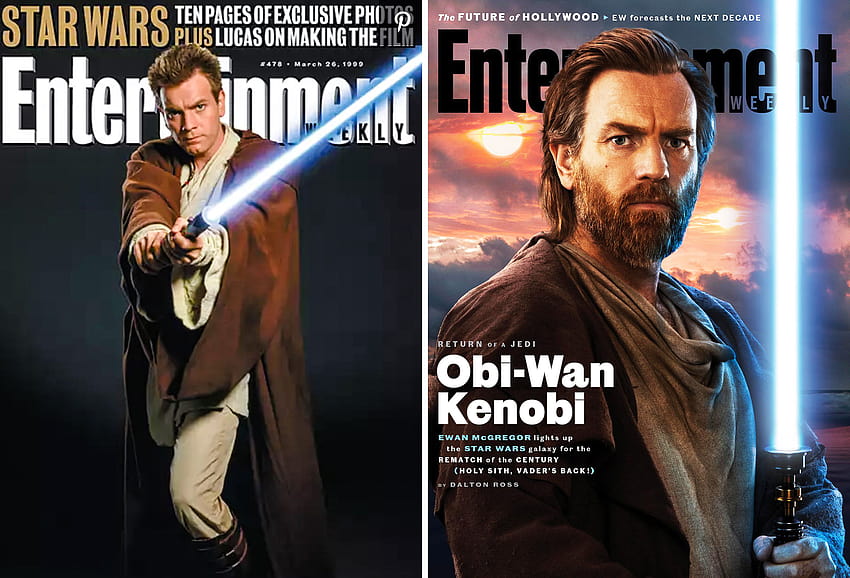 STAR WARS TEN PAGES OF EXCLUSIVE PHOTOS
PLUS LUCAS ON MAKING THE FILM
#478 • March 26, 1999
Entertainment
WEEKLY
The FUTURE of HOLLYWOOD ▸ EW forecasts the NEXT DECADE
Entertainment
WEEKLY
RETURN OF A JEDI
Obi-Wan
Kenobi
EWAN McGREGOR lights up
the STAR WARS galaxy for the
REMATCH of the CENTURY
(HOLY SITH, VADER'S BACK!)
BY DALTON ROSS